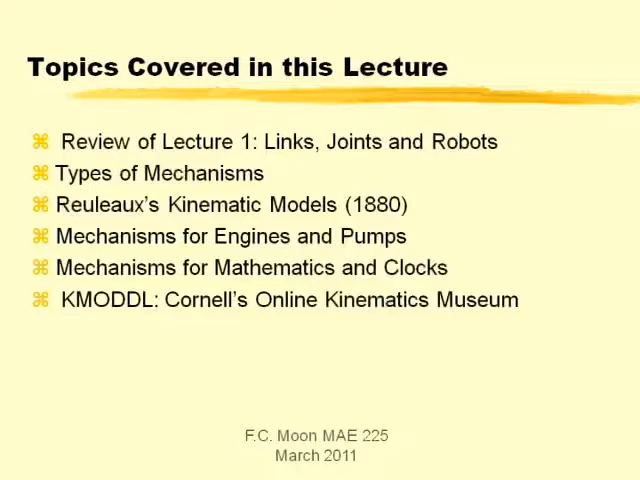 Topics Covered in this Lecture
⌘ Review of Lecture 1: Links, Joints and Robots
⌘ Types of Mechanisms
⌘ Reuleaux's Kinematic Models (1880)
⌘ Mechanisms for Engines and Pumps
⌘ Mechanisms for Mathematics and Clocks
⌘ KMODDL: Cornell's Online Kinematics Museum
F.C. Moon MAE 225
March 2011